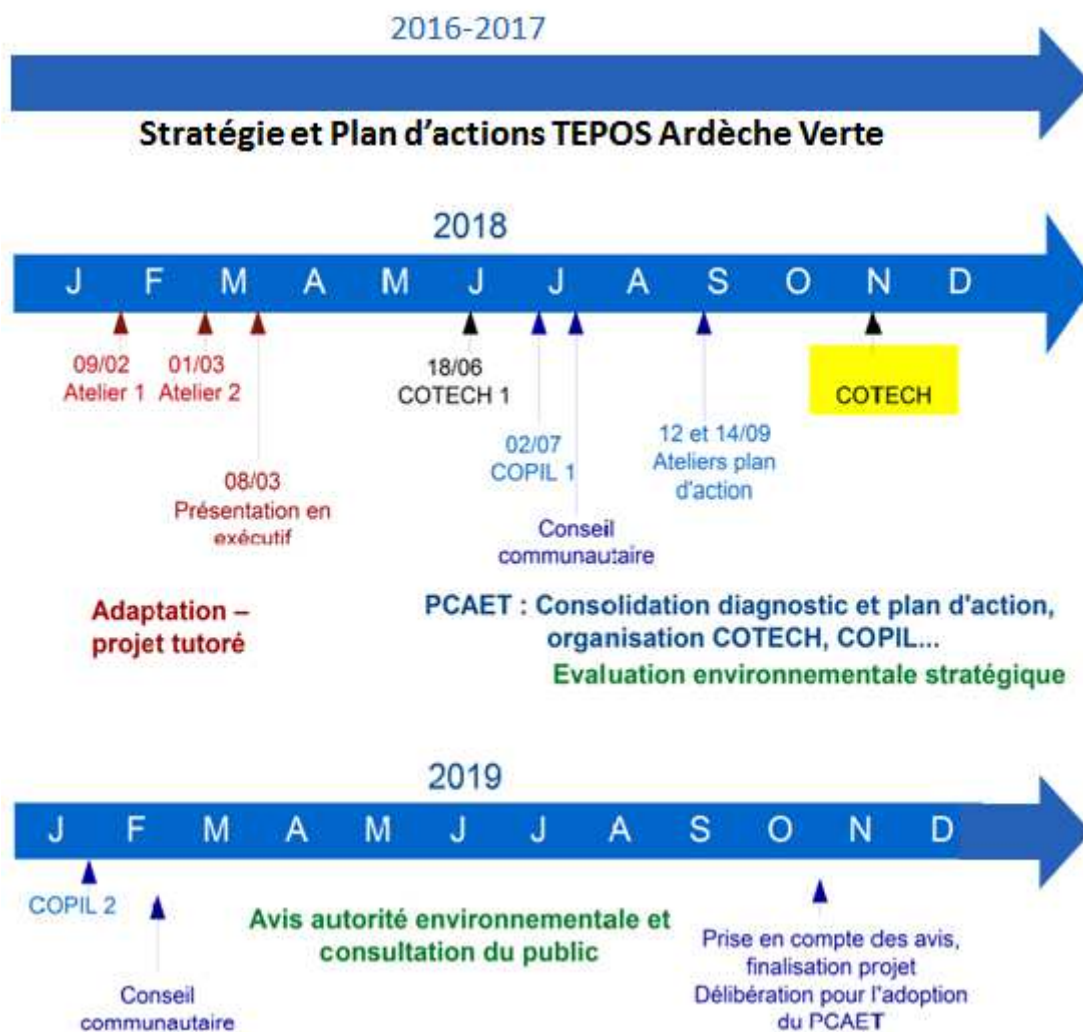 2016-2017
Stratégie et Plan d'actions TEPOS Ardèche Verte
2018
J F M A M J J A S O N D
09/02
Atelier 1
01/03
Atelier 2
08/03
Présentation en
exécutif
18/06
COTECH 1
02/07
COPIL 1
Conseil
communautaire
12 et 14/09
Ateliers plan
d'action
COTECH
Adaptation –
projet tutoré
PCAET : Consolidation diagnostic et plan d'action,
organisation COTECH, COPIL...
Evaluation environnementale stratégique
2019
J F M A M J J A S O N D
COPIL 2
Conseil
communautaire
Avis autorité environnementale et
consultation du public
Prise en compte des avis,
finalisation projet
Délibération pour l'adoption
du PCAET